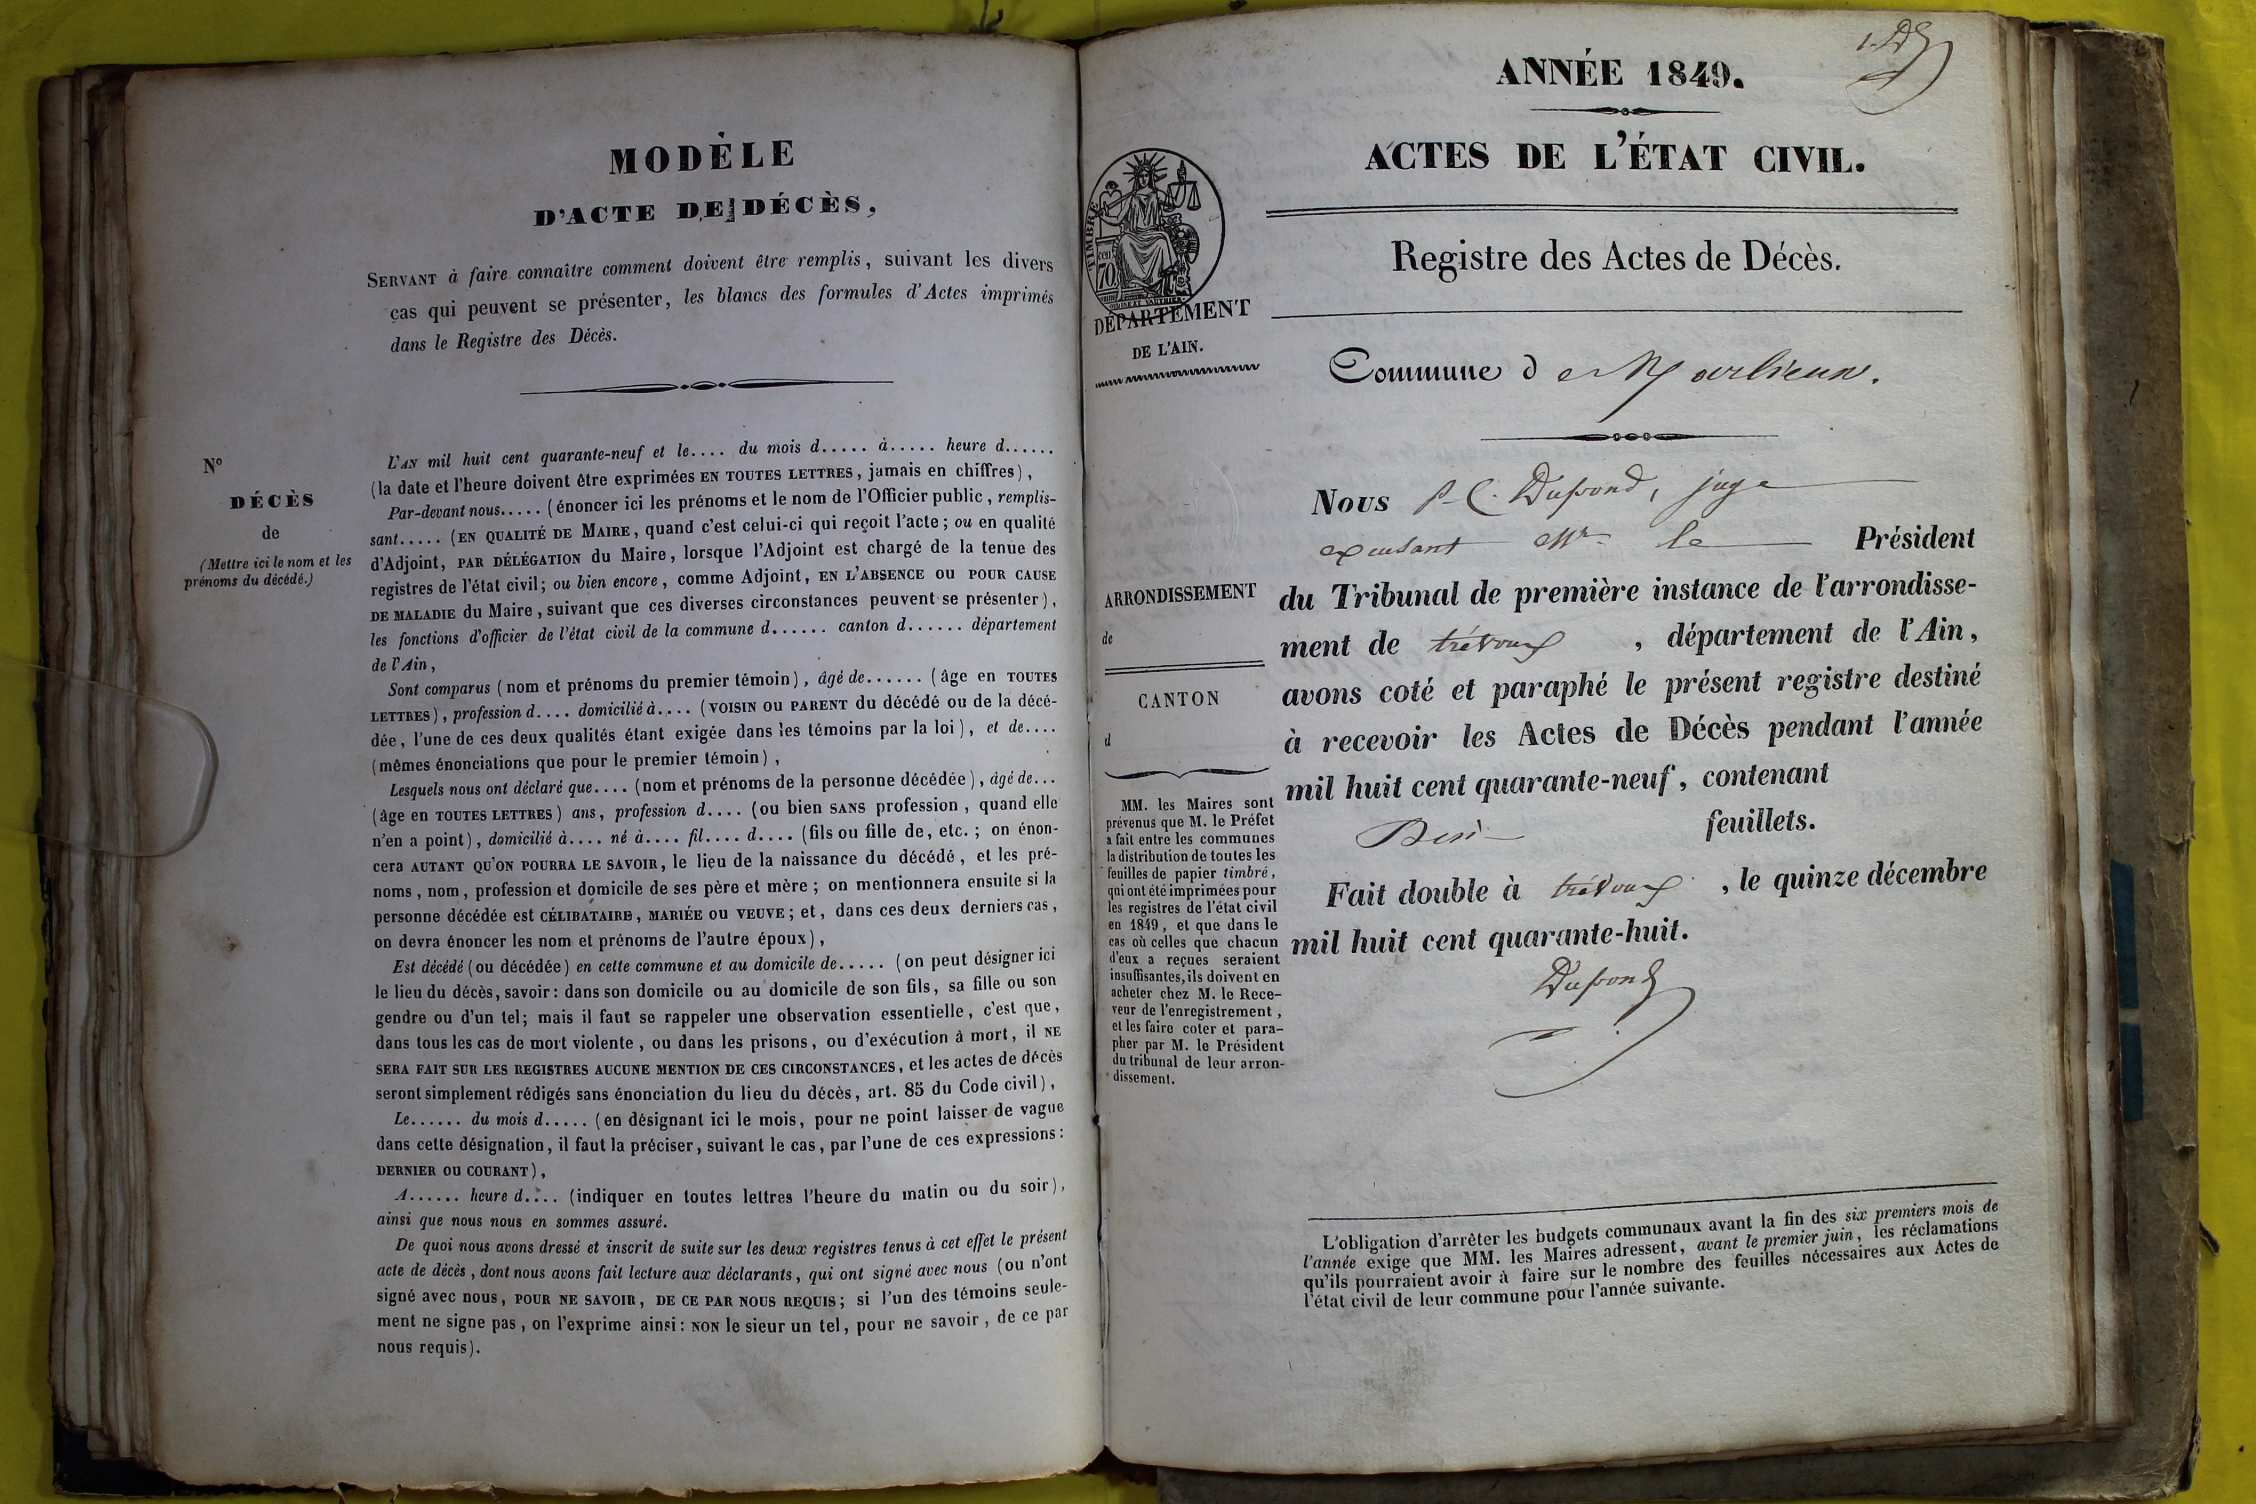 MODÈLE
D'ACTE DE DÉCÈS,
SERVANT à faire connaître comment doivent être remplis, suivant les divers
cas qui peuvent se présenter, les blancs des formules d'Actes imprimés
dans le Registre des Décès.
N°
DÉCÈS
de
(Mettre ici le nom et les
prénoms du décédé.)
L'AN mil huit cent quarante-neuf et le.... du mois d..... à..... heure d......
(la date et l'heure doivent être exprimées EN TOUTES LETTRES, jamais en chiffres),
Par-devant nous..... (énoncer ici les prénoms et le nom de l'Officier public, remplis-
sant..... (EN QUALITÉ DE MAIRE, quand c'est celui-ci qui reçoit l'acte; ou en qualité
d'Adjoint, PAR DÉLÉGATION du Maire, lorsque l'Adjoint est chargé de la tenue des
registres de l'état civil; ou bien encore, comme Adjoint, EN L'ABSENCE OU POUR CAUSE
DE MALADIE du Maire, suivant que ces diverses circonstances peuvent se présenter),
les fonctions d'officier de l'état civil de la commune d...... canton d...... département
de l'Ain,
Sont comparus (nom et prénoms du premier témoin), âgé de...... (âge en TOUTES
LETTRES), profession d.... domicilié à.... (VOISIN OU PARENT du décédé ou de la décé-
dée, l'une de ces deux qualités étant exigée dans les témoins par la loi), et de....
(mêmes énonciations que pour le premier témoin),
Lesquels nous ont déclaré que.... (nom et prénoms de la personne décédée), âgé de...
(âge en TOUTES LETTRES) ans, profession d.... (ou bien SANS profession, quand elle
n'en a point), domicilié à.... né à.... fil.... d.... (fils ou fille de, etc.; on énon-
cera AUTANT QU'ON POURRA LE SAVOIR, le lieu de la naissance du décédé, et les pré-
noms, nom, profession et domicile de ses père et mère; on mentionnera ensuite si la
personne décédée est CÉLIBATAIRE, MARIÉE OU VEUVE; et, dans ces deux derniers cas,
on devra énoncer les nom et prénoms de l'autre époux),
Est décédé (ou décédée) en cette commune et au domicile de..... (on peut désigner ici
le lieu du décès, savoir: dans son domicile ou au domicile de son fils, sa fille ou son
gendre ou d'un tel; mais il faut se rappeler une observation essentielle, c'est que,
dans tous les cas de mort violente, ou dans les prisons, ou d'exécution à mort, il NE
SERA FAIT SUR LES REGISTRES AUCUNE MENTION DE CES CIRCONSTANCES, et les actes de décès
seront simplement rédigés sans énonciation du lieu du décès, art. 85 du Code civil),
Le...... du mois d..... (en désignant ici le mois, pour ne point laisser de vague
dans cette désignation, il faut la préciser, suivant le cas, par l'une de ces expressions:
DERNIER OU COURANT),
A...... heure d.... (indiquer en toutes lettres l'heure du matin ou du soir),
ainsi que nous nous en sommes assuré.
De quoi nous avons dressé et inscrit de suite sur les deux registres tenus à cet effet le présent
acte de décès, dont nous avons fait lecture aux déclarants, qui ont signé avec nous (ou n'ont
signé avec nous, POUR NE SAVOIR, DE CE PAR NOUS REQUIS; si l'un des témoins seule-
ment ne signe pas, on l'exprime ainsi: NON le sieur un tel, pour ne savoir, de ce par
nous requis).
ANNÉE 1849.
ACTES DE L'ÉTAT CIVIL.
TIMBRE
70
DÉPARTEMENT
DE L'AIN.
Registre des Actes de Décès.
Commune de Marlieux.
Nous P. C. Dupond, juge
excusant Mr. le Président
du Tribunal de première instance de l'arrondisse-
ment de trévoux, département de l'Ain,
avons coté et paraphé le présent registre destiné
à recevoir les Actes de Décès pendant l'année
mil huit cent quarante-neuf, contenant
feuillets.
Fait double à trévoux, le quinze décembre
mil huit cent quarante-huit.
Dupond
ARRONDISSEMENT
de
CANTON
d
MM. les Maires sont
prévenus que M. le Préfet
a fait entre les communes
la distribution de toutes les
feuilles de papier timbré,
qui ont été imprimées pour
les registres de l'état civil
en 1849, et que dans le
cas où celles que chacun
d'eux a reçues seraient
insuffisantes, ils doivent en
acheter chez M. le Rece-
veur de l'enregistrement,
et les faire coter et para-
pher par M. le Président
du tribunal de leur arron-
dissement.
L'obligation d'arrêter les budgets communaux avant la fin des six premiers mois de
l'année exige que MM. les Maires adressent, avant le premier juin, les réclamations
qu'ils pourraient avoir à faire sur le nombre des feuilles nécessaires aux Actes de
l'état civil de leur commune pour l'année suivante.